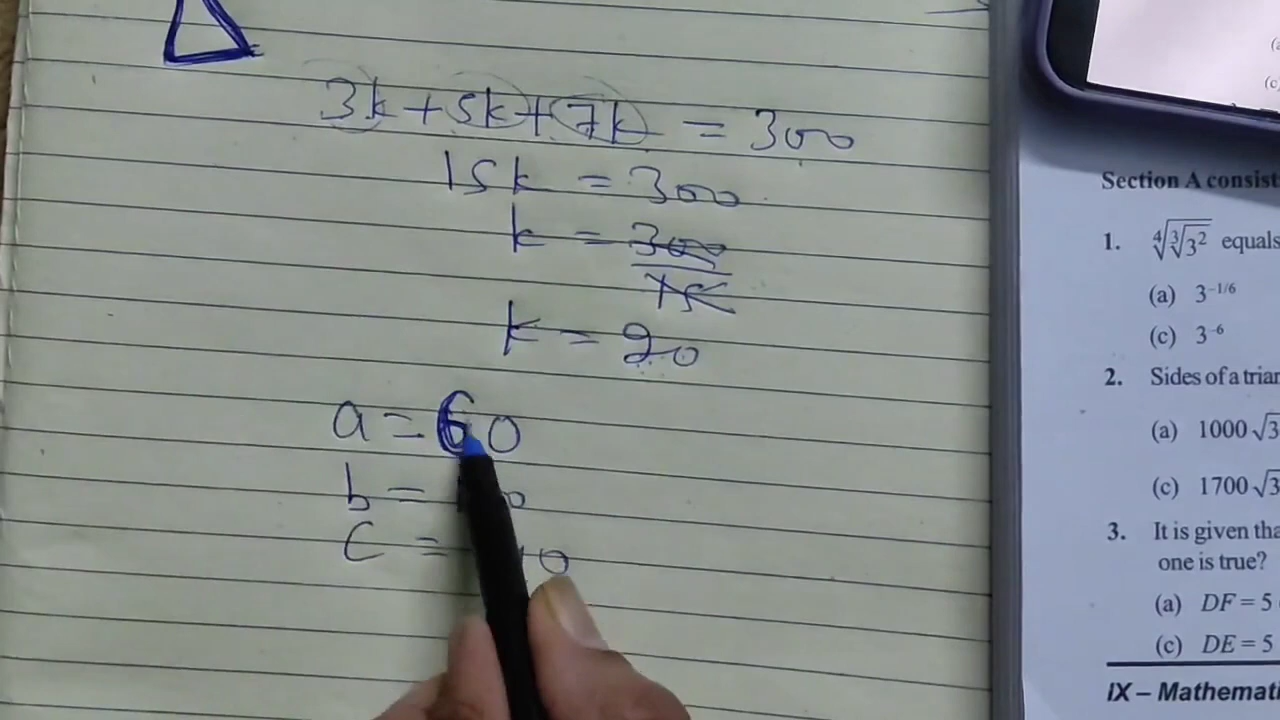 3k+5k+7k = 300
15k = 300
k = 300/15
k = 20
a = 60
b =
c =
Section A consist
1. ∜∛3² equals
(a) 3^-1/6
(c) 3^-6
2. Sides of a trian
(a) 1000√3
(c) 1700√3
3. It is given tha
one is true?
(a) DF = 5
(c) DE = 5
IX – Mathemati